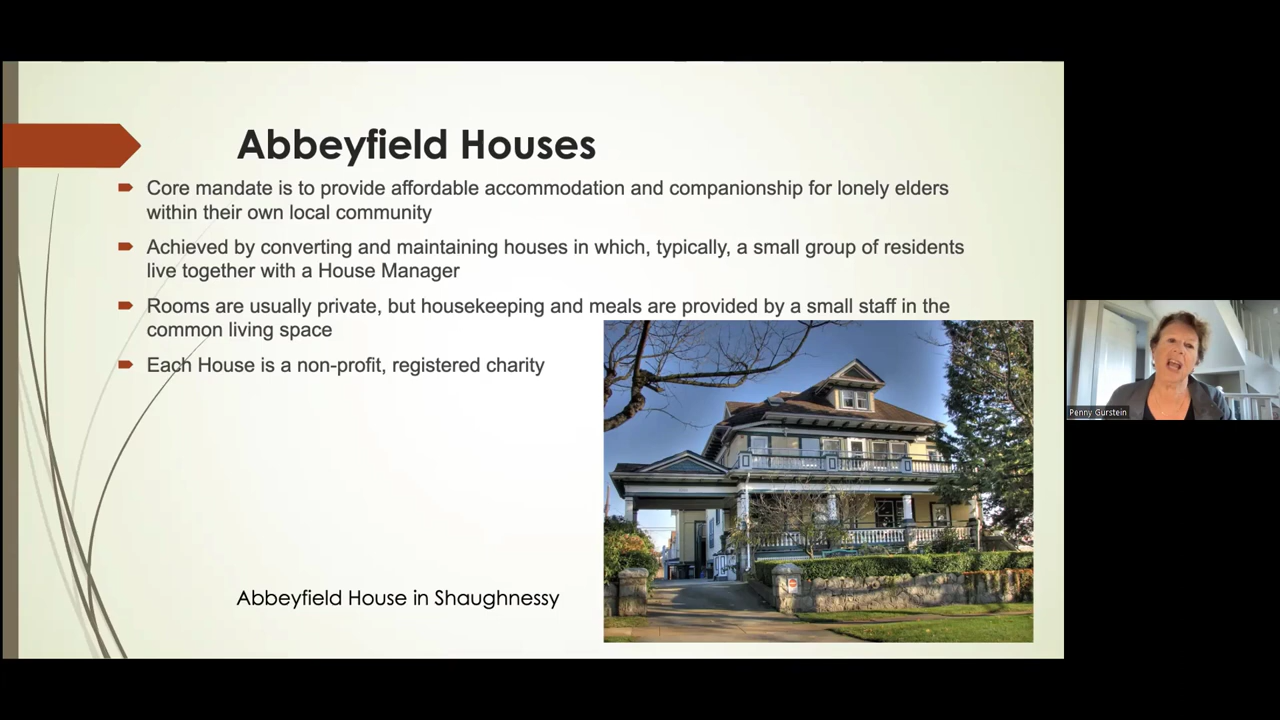 Abbeyfield Houses
Core mandate is to provide affordable accommodation and companionship for lonely elders
within their own local community
Achieved by converting and maintaining houses in which, typically, a small group of residents
live together with a House Manager
Rooms are usually private, but housekeeping and meals are provided by a small staff in the
common living space
Each House is a non-profit, registered charity
Abbeyfield House in Shaughnessy
Penny Gurstein